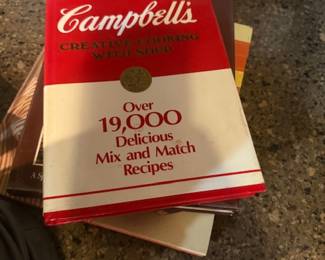 Campbell's
CREATIVE COOKING
WITH SOUP
Over
19,000
Delicious
Mix and Match
Recipes